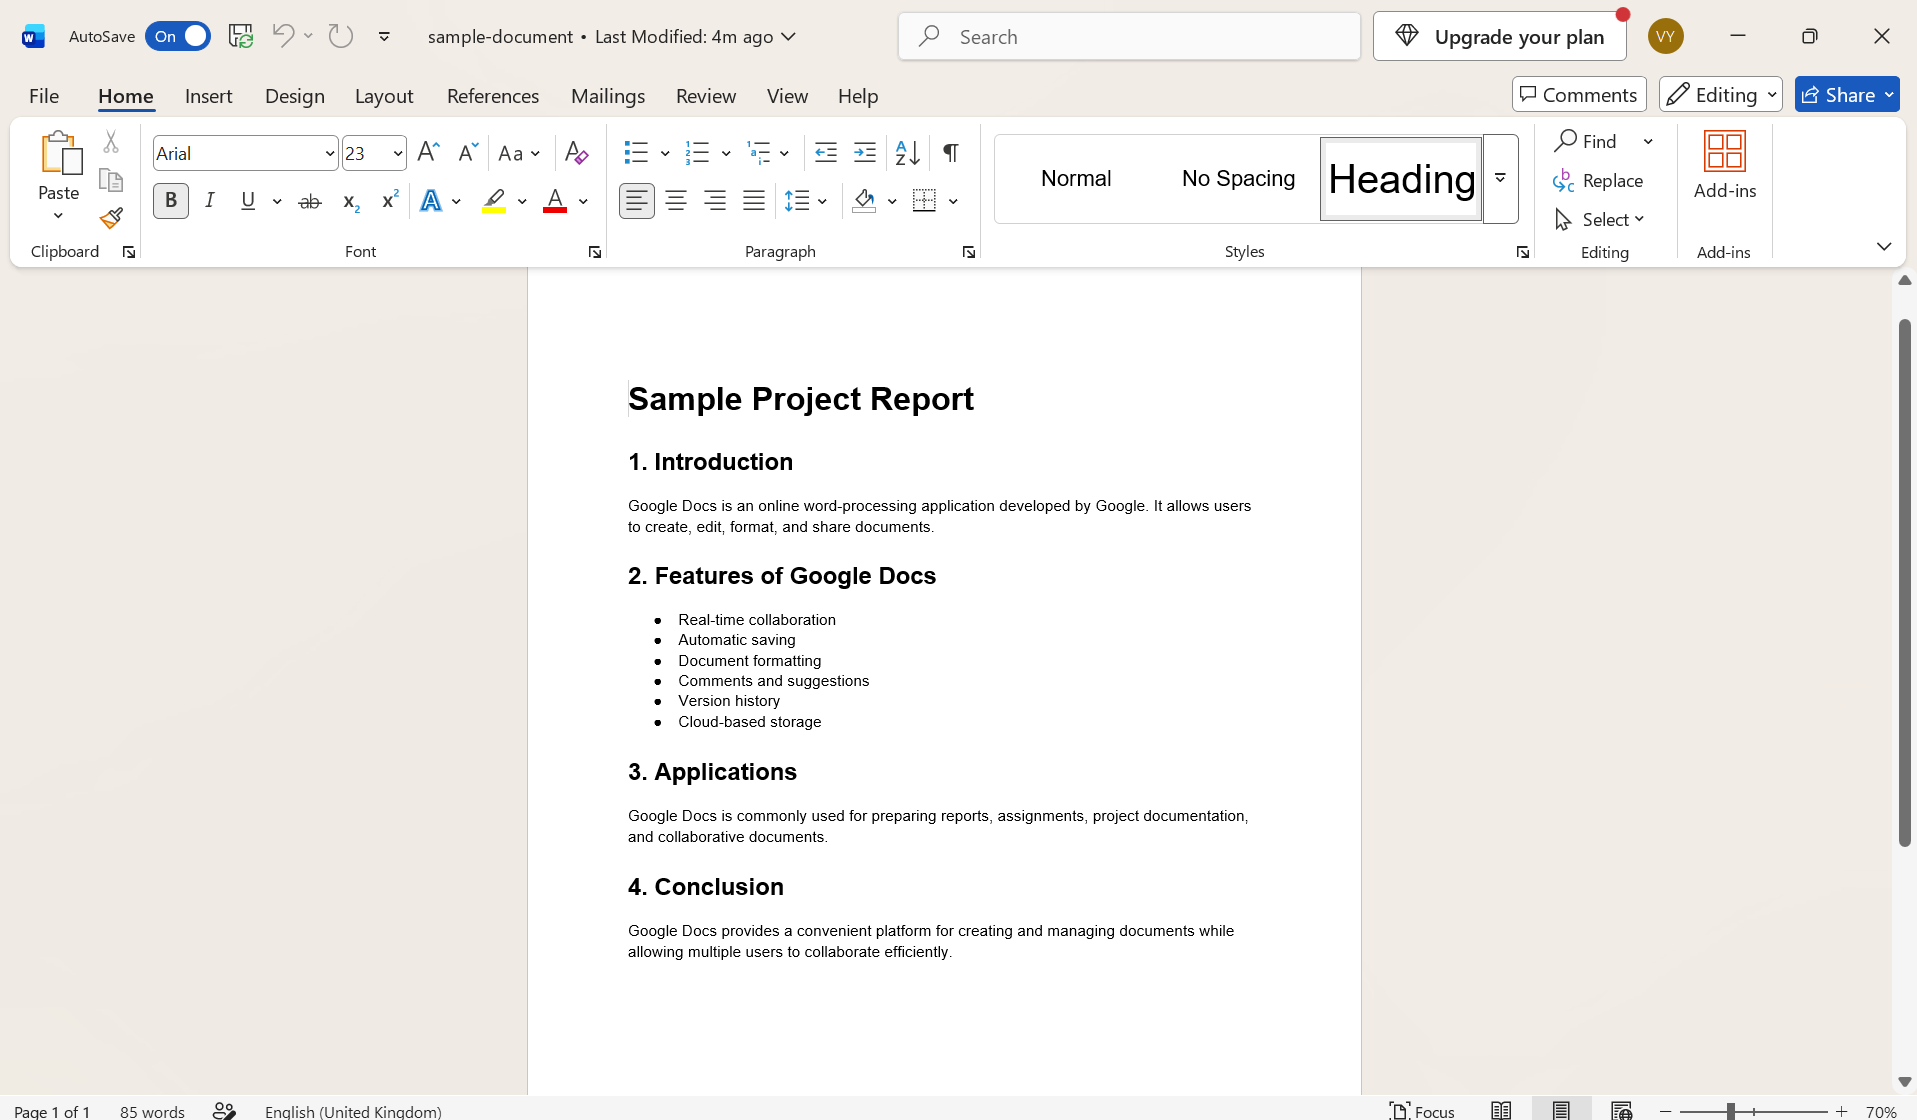 AutoSave On sample-document • Last Modified: 4m ago Search Upgrade your plan VY
File Home Insert Design Layout References Mailings Review View Help Comments Editing Share
Paste
Clipboard
Arial 23 Aa
B I U ab x₂ x² A A
Font
Paragraph
Normal No Spacing Heading
Styles
Find
Replace
Select
Editing
Add-ins
Add-ins
Sample Project Report
1. Introduction
Google Docs is an online word-processing application developed by Google. It allows users
to create, edit, format, and share documents.
2. Features of Google Docs
● Real-time collaboration
● Automatic saving
● Document formatting
● Comments and suggestions
● Version history
● Cloud-based storage
3. Applications
Google Docs is commonly used for preparing reports, assignments, project documentation,
and collaborative documents.
4. Conclusion
Google Docs provides a convenient platform for creating and managing documents while
allowing multiple users to collaborate efficiently.
Page 1 of 1 85 words English (United Kingdom) Focus 70%